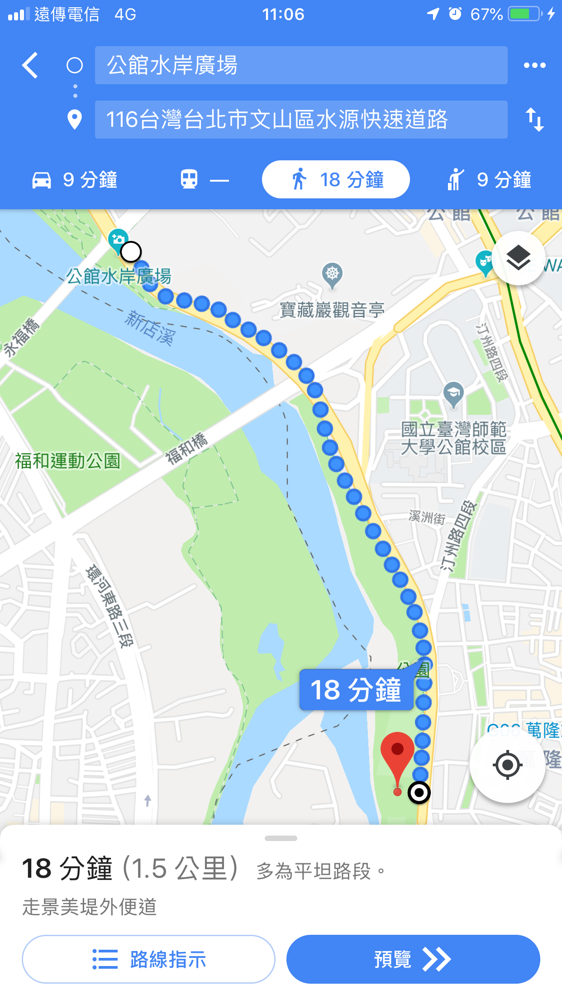 遠傳電信 4G 11:06 67%
公館水岸廣場
116台灣台北市文山區水源快速道路
9 分鐘 — 18 分鐘 9 分鐘
公館 公館
公館水岸廣場
寶藏巖觀音亭
新店溪
永福橋
汀州路四段
國立臺灣師範
大學公館校區
福和橋
福和運動公園
溪洲街
汀州路四段
環河東路三段
公園
18 分鐘
G06 萬隆
萬隆
18 分鐘 (1.5 公里) 多為平坦路段。
走景美堤外便道
路線指示 預覽